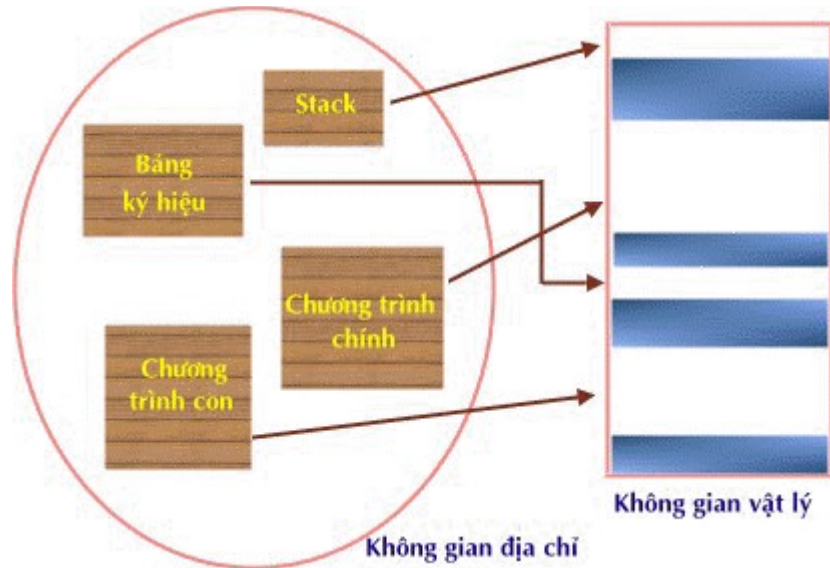 Stack
Bảng
ký hiệu
Chương trình
chính
Chương
trình con
Không gian vật lý
Không gian địa chỉ